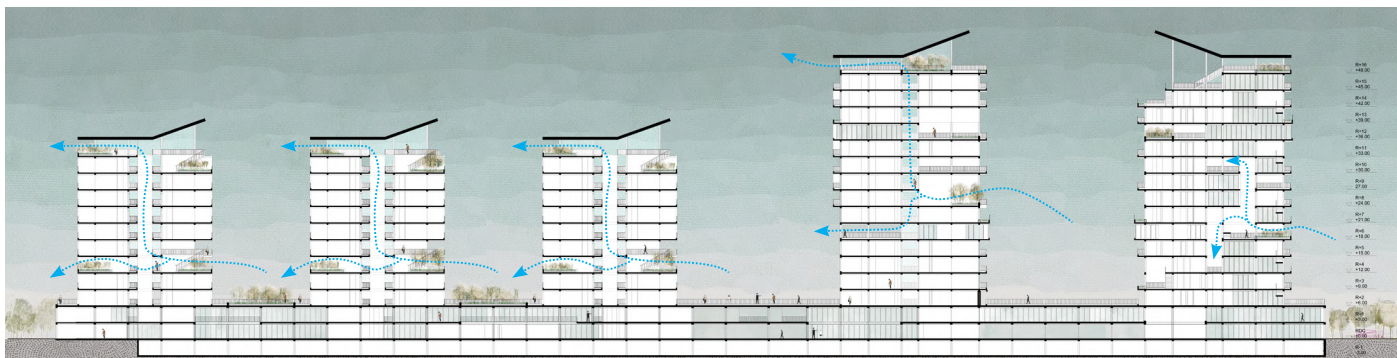 R+16
+48.00
R+15
+45.00
R+14
+42.00
R+13
+39.00
R+12
+36.00
R+11
+33.00
R+10
+30.00
R+9
27.00
R+8
+24.00
R+7
+21.00
R+6
+18.00
R+5
+15.00
R+4
+12.00
R+3
+9.00
R+2
+6.00
R+1
+3.00
RDC
±0.00
R-1
-3.00